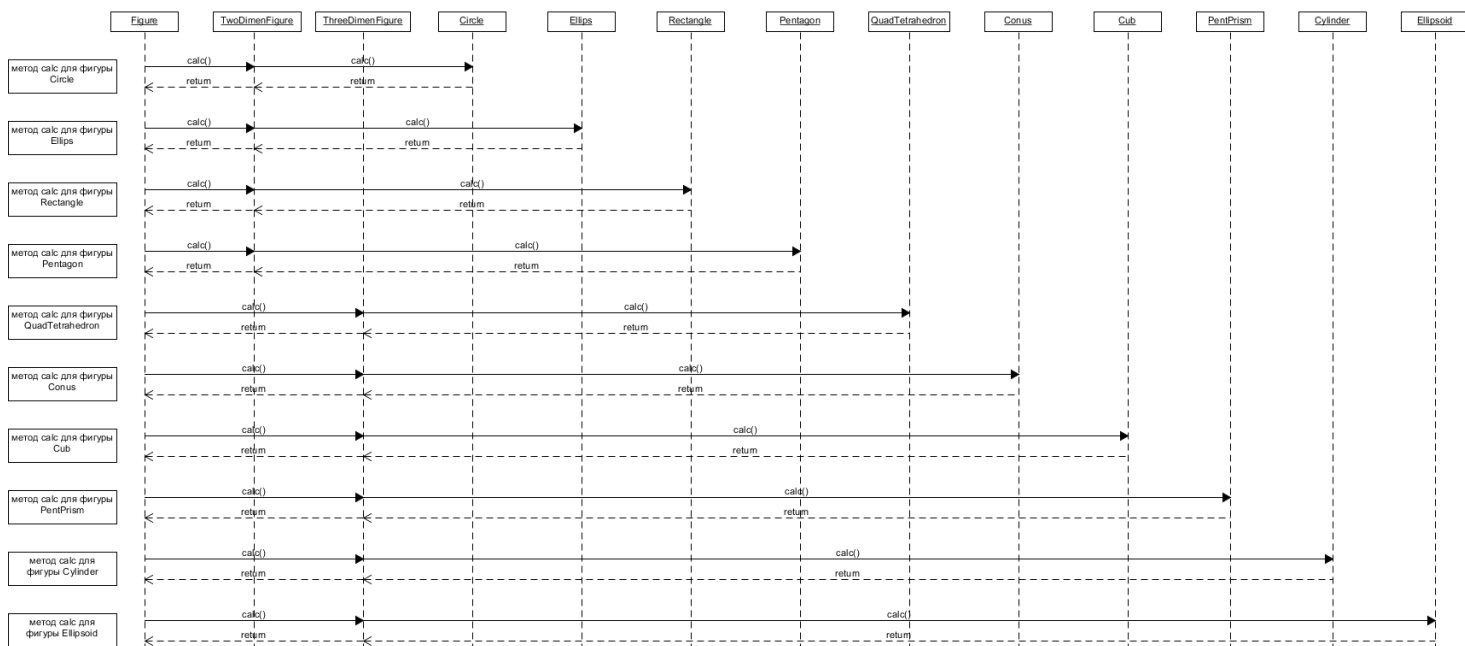 Figure
TwoDimenFigure
ThreeDimenFigure
Circle
Ellips
Rectangle
Pentagon
QuadTetrahedron
Conus
Cub
PentPrism
Cylinder
Ellipsoid
метод calc для фигуры
Circle
calc()
calc()
return
return
метод calc для фигуры
Ellips
calc()
calc()
return
return
метод calc для фигуры
Rectangle
calc()
calc()
return
return
метод calc для фигуры
Pentagon
calc()
calc()
return
return
метод calc для фигуры
QuadTetrahedron
calc()
calc()
return
return
метод calc для фигуры
Conus
calc()
calc()
return
return
метод calc для фигуры
Cub
calc()
calc()
return
return
метод calc для фигуры
PentPrism
calc()
calc()
return
return
метод calc для
фигуры Cylinder
calc()
calc()
return
return
метод calc для
фигуры Ellipsoid
calc()
calc()
return
return